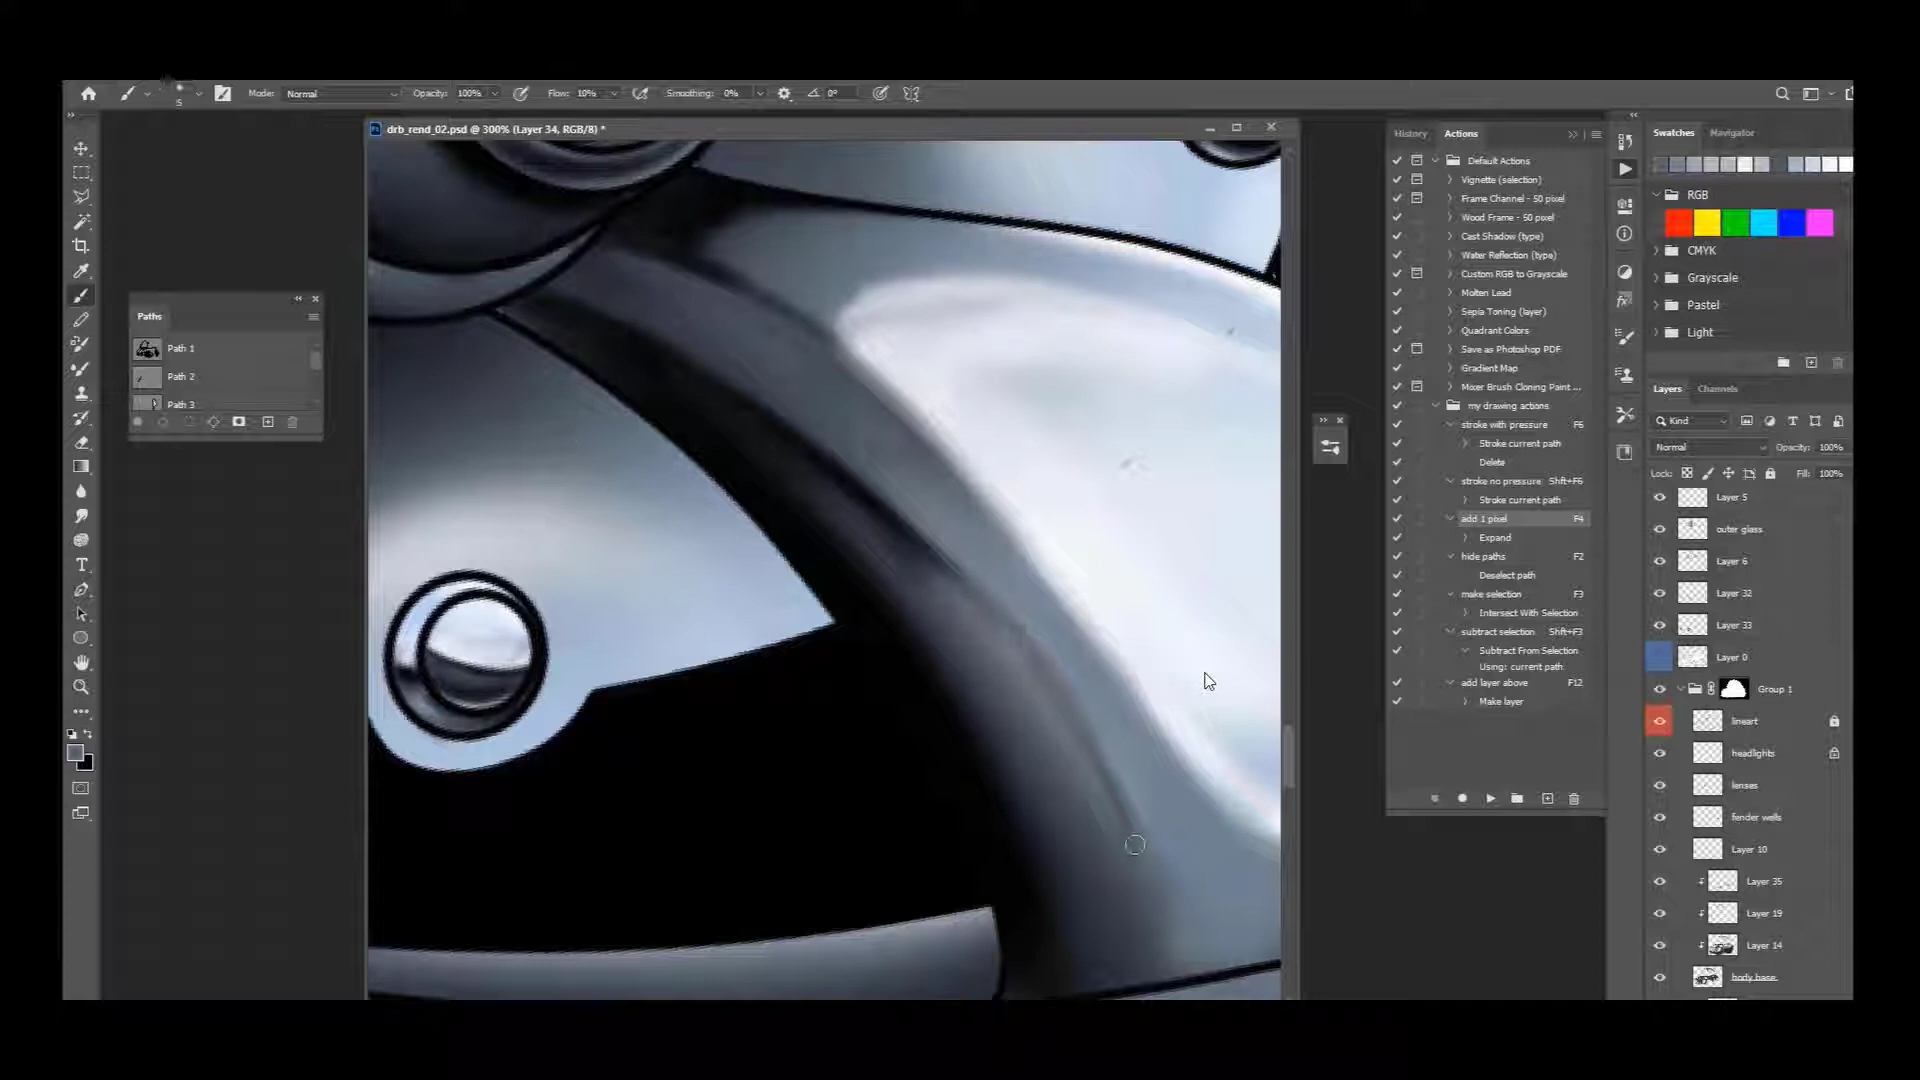 Mode: Normal Opacity: 100% Flow: 10% Smoothing: 0% 0°
drb_rend_02.psd @ 300% (Layer 34, RGB/8) *
Paths
Path 1
Path 2
Path 3
History Actions
Default Actions
Vignette (selection)
Frame Channel - 50 pixel
Wood Frame - 50 pixel
Cast Shadow (type)
Water Reflection (type)
Custom RGB to Grayscale
Molten Lead
Sepia Toning (layer)
Quadrant Colors
Save as Photoshop PDF
Gradient Map
Mixer Brush Cloning Paint ...
my drawing actions
stroke with pressure F6
Stroke current path
Delete
stroke no pressure Shft+F6
Stroke current path
add 1 pixel F4
Expand
hide paths F2
Deselect path
make selection F3
Intersect With Selection
subtract selection Shft+F3
Subtract From Selection
Using: current path
add layer above F12
Make layer
Swatches Navigator
RGB
CMYK
Grayscale
Pastel
Light
Layers Channels
Kind
Normal Opacity: 100%
Lock: Fill: 100%
Layer 5
outer glass
Layer 6
Layer 32
Layer 33
Layer 0
Group 1
lineart
headlights
lenses
fender wells
Layer 10
Layer 35
Layer 19
Layer 14
body base